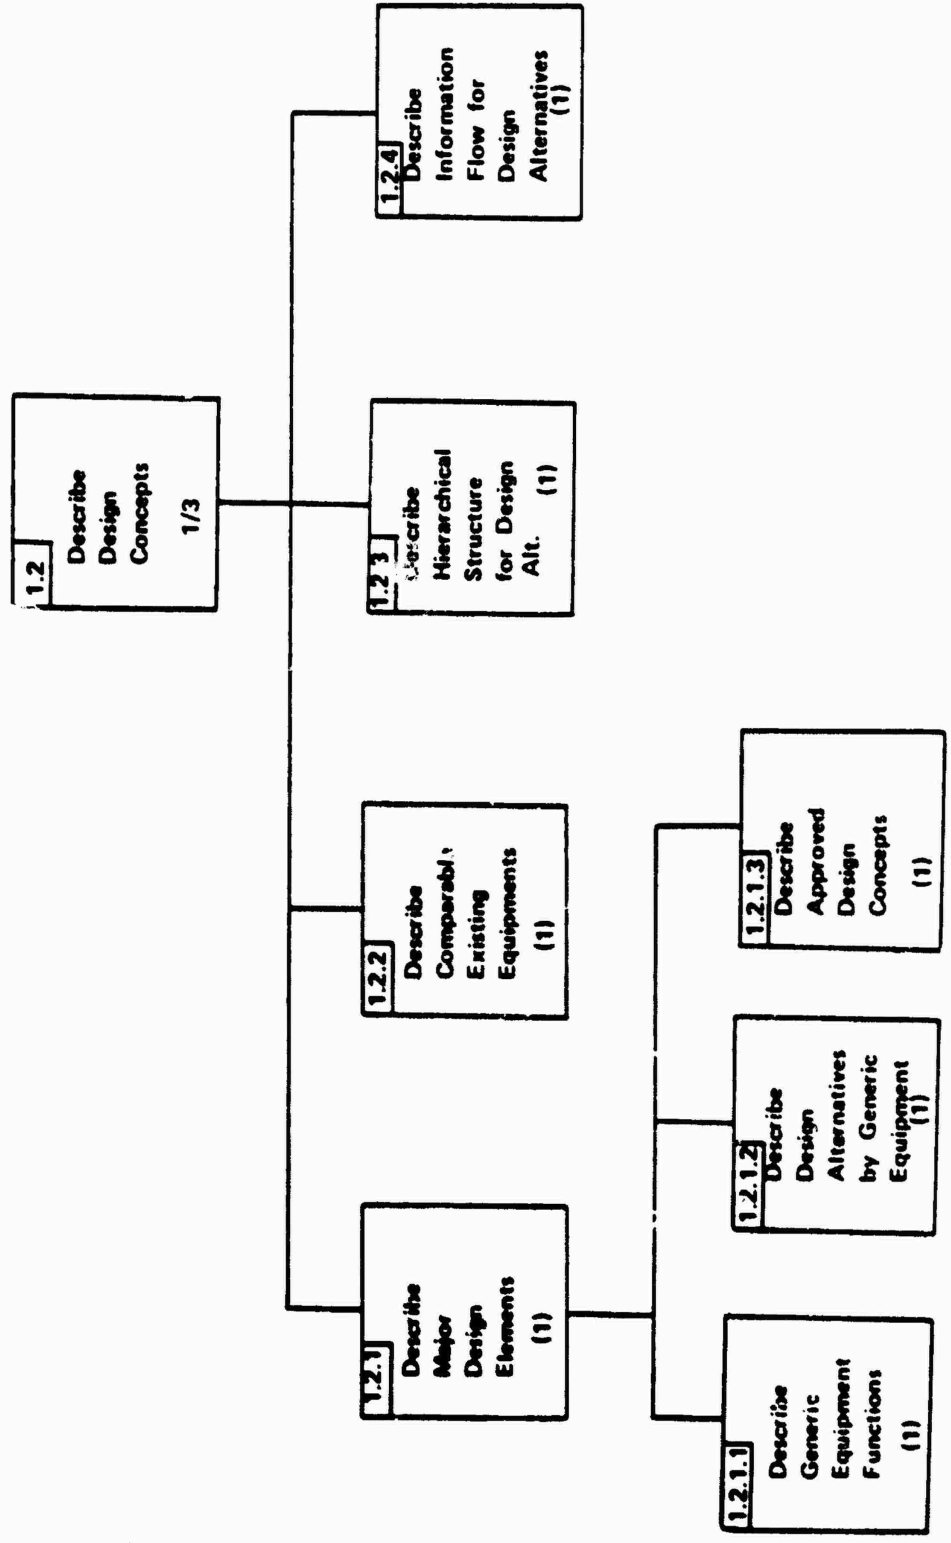 1.2
Describe
Design
Concepts
1/3
1.2.1
Describe
Major
Design
Elements
(1)
1.2.2
Describe
Comparable
Existing
Equipments
(1)
1.2 3
Describe
Hierarchical
Structure
for Design
Alt. (1)
1.2.4
Describe
Information
Flow for
Design
Alternatives
(1)
1.2.1.1
Describe
Generic
Equipment
Functions
(1)
1.2.1.2
Describe
Design
Alternatives
by Generic
Equipment
(1)
1.2.1.3
Describe
Approved
Design
Concepts
(1)